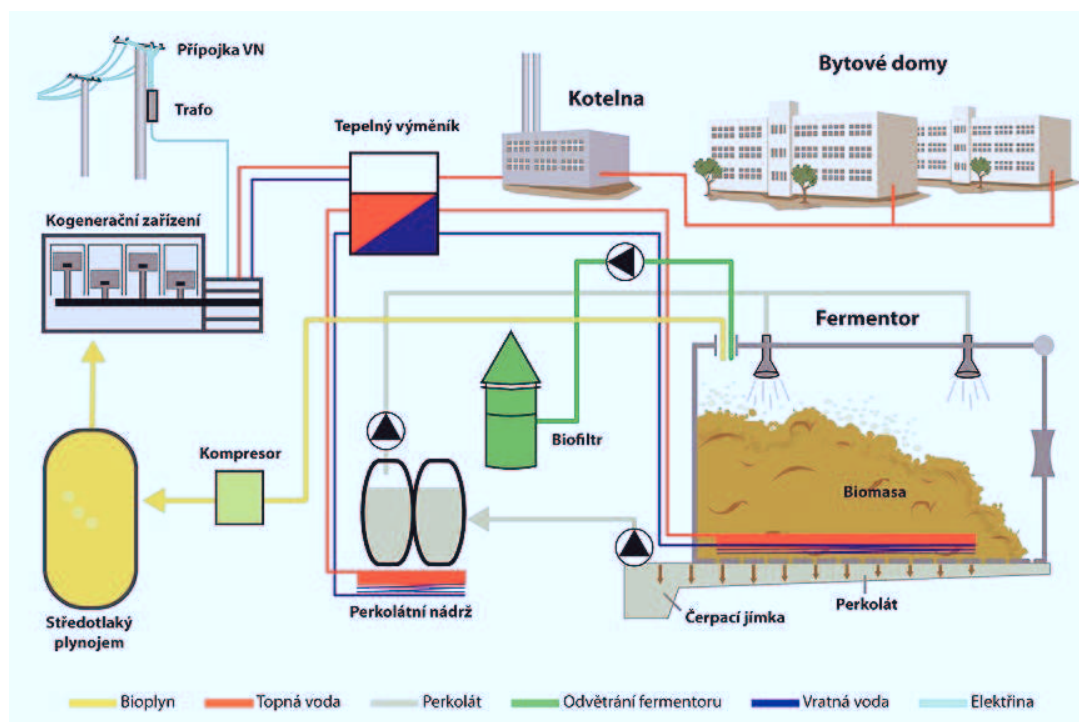 Přípojka VN
Trafo
Tepelný výměník
Kotelna
Bytové domy
Kogenerační zařízení
Fermentor
Kompresor
Biofiltr
Biomasa
Středotlaký
plynojem
Perkolátní nádrž
Čerpací jímka
Perkolát
Bioplyn
Topná voda
Perkolát
Odvětrání fermentoru
Vratná voda
Elektřina